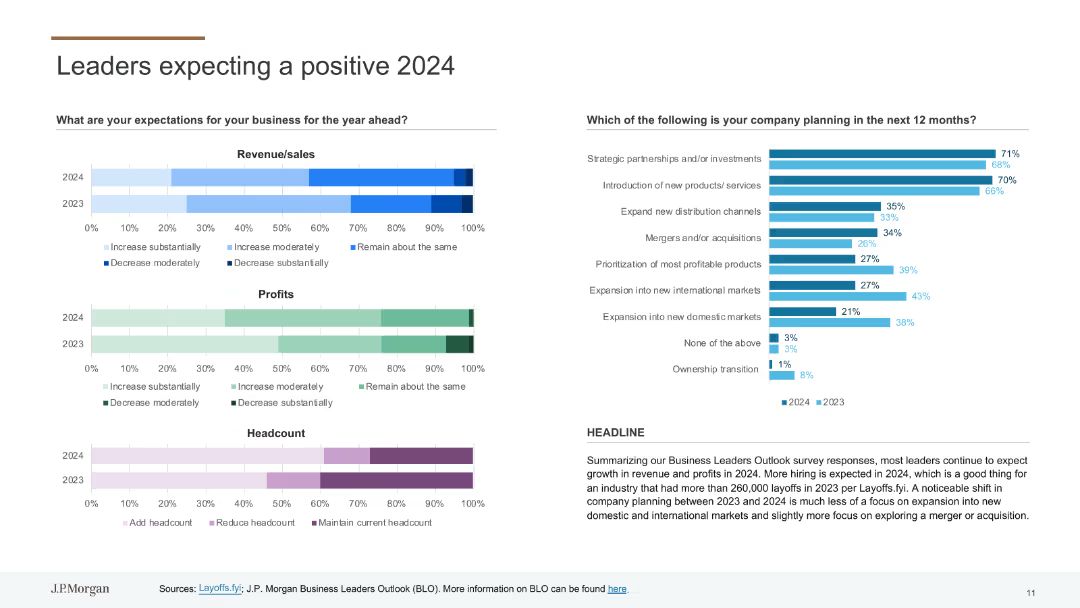 Leaders expecting a positive 2024
What are your expectations for your business for the year ahead?
Revenue/sales
2024
2023
0% 10% 20% 30% 40% 50% 60% 70% 80% 90% 100%
Increase substantially Increase moderately Remain about the same
Decrease moderately Decrease substantially
Profits
2024
2023
0% 10% 20% 30% 40% 50% 60% 70% 80% 90% 100%
Increase substantially Increase moderately Remain about the same
Decrease moderately Decrease substantially
Headcount
2024
2023
0% 10% 20% 30% 40% 50% 60% 70% 80% 90% 100%
Add headcount Reduce headcount Maintain current headcount
Which of the following is your company planning in the next 12 months?
Strategic partnerships and/or investments 71%
68%
Introduction of new products/ services 70%
66%
Expand new distribution channels 35%
33%
Mergers and/or acquisitions 34%
26%
Prioritization of most profitable products 27%
39%
Expansion into new international markets 27%
43%
Expansion into new domestic markets 21%
38%
None of the above 3%
3%
Ownership transition 1%
8%
2024 2023
HEADLINE
Summarizing our Business Leaders Outlook survey responses, most leaders continue to expect
growth in revenue and profits in 2024. More hiring is expected in 2024, which is a good thing for
an industry that had more than 260,000 layoffs in 2023 per Layoffs.fyi. A noticeable shift in
company planning between 2023 and 2024 is much less of a focus on expansion into new
domestic and international markets and slightly more focus on exploring a merger or acquisition.
J.P.Morgan
Sources: Layoffs.fyi; J.P. Morgan Business Leaders Outlook (BLO). More information on BLO can be found here.
11